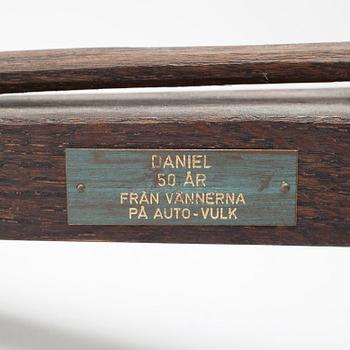 DANIEL
50 ÅR
FRÅN VÄNNERNA
PÅ AUTO-VULK